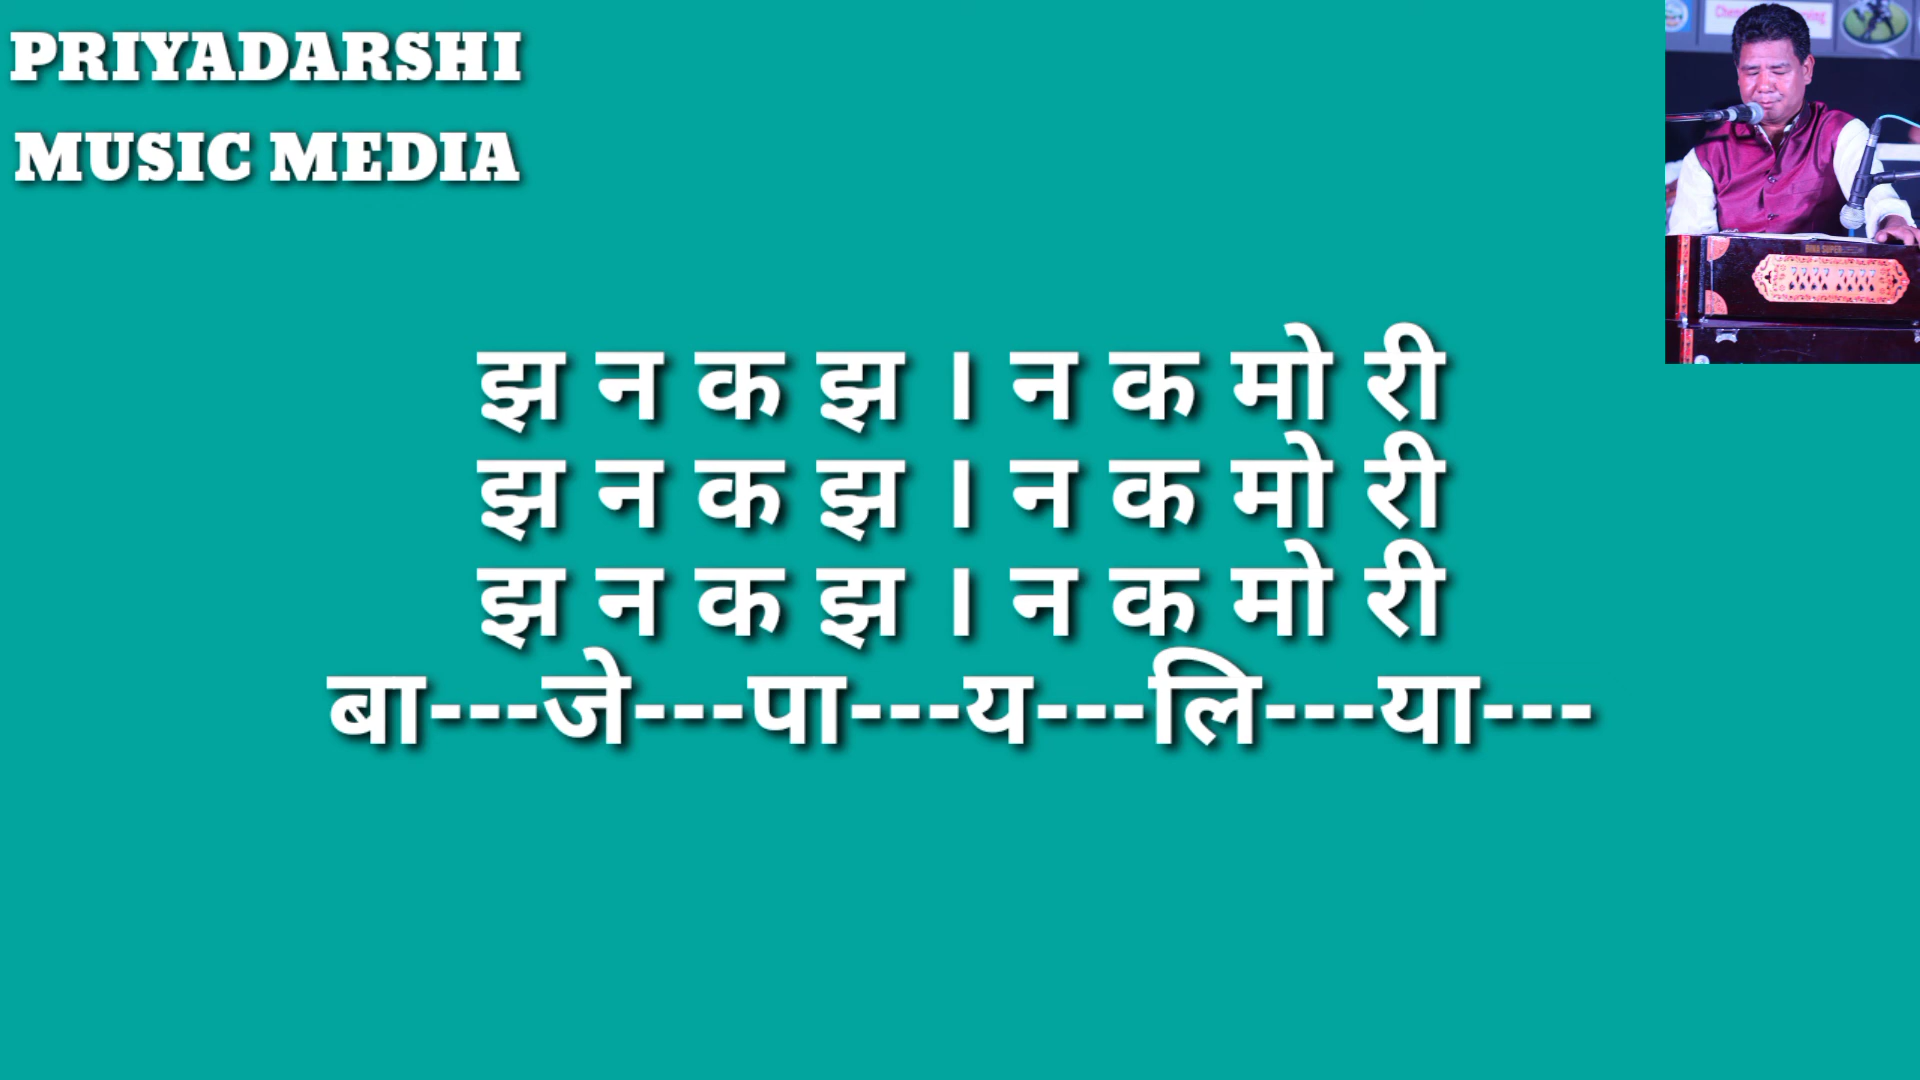 PRIYADARSHI
MUSIC MEDIA
झ न क झ । न क मो री
झ न क झ । न क मो री
झ न क झ । न क मो री
बा---जे---पा---य---लि---या---